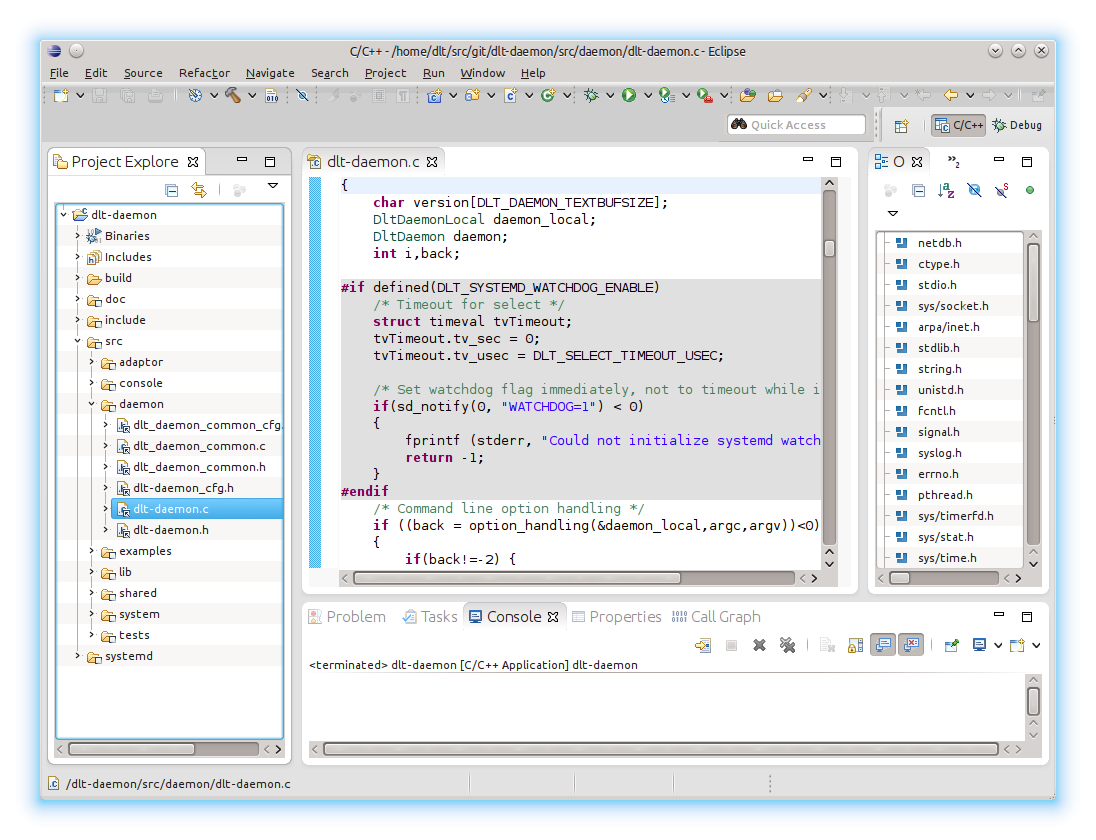 C/C++ - /home/dlt/src/git/dlt-daemon/src/daemon/dlt-daemon.c - Eclipse
File Edit Source Refactor Navigate Search Project Run Window Help
Quick Access
C/C++
Debug
Project Explore
dlt-daemon
Binaries
Includes
build
doc
include
src
adaptor
console
daemon
dlt_daemon_common_cfg.
dlt_daemon_common.c
dlt_daemon_common.h
dlt-daemon_cfg.h
dlt-daemon.c
dlt-daemon.h
examples
lib
shared
system
tests
systemd
dlt-daemon.c
{
char version[DLT_DAEMON_TEXTBUFSIZE];
DltDaemonLocal daemon_local;
DltDaemon daemon;
int i,back;
#if defined(DLT_SYSTEMD_WATCHDOG_ENABLE)
/* Timeout for select */
struct timeval tvTimeout;
tvTimeout.tv_sec = 0;
tvTimeout.tv_usec = DLT_SELECT_TIMEOUT_USEC;
/* Set watchdog flag immediately, not to timeout while i
if(sd_notify(0, "WATCHDOG=1") < 0)
{
fprintf (stderr, "Could not initialize systemd watch
return -1;
}
#endif
/* Command line option handling */
if ((back = option_handling(&daemon_local,argc,argv))<0)
{
if(back!=-2) {
O
»2
netdb.h
ctype.h
stdio.h
sys/socket.h
arpa/inet.h
stdlib.h
string.h
unistd.h
fcntl.h
signal.h
syslog.h
errno.h
pthread.h
sys/timerfd.h
sys/stat.h
sys/time.h
Problem Tasks Console Properties Call Graph
<terminated> dlt-daemon [C/C++ Application] dlt-daemon
/dlt-daemon/src/daemon/dlt-daemon.c